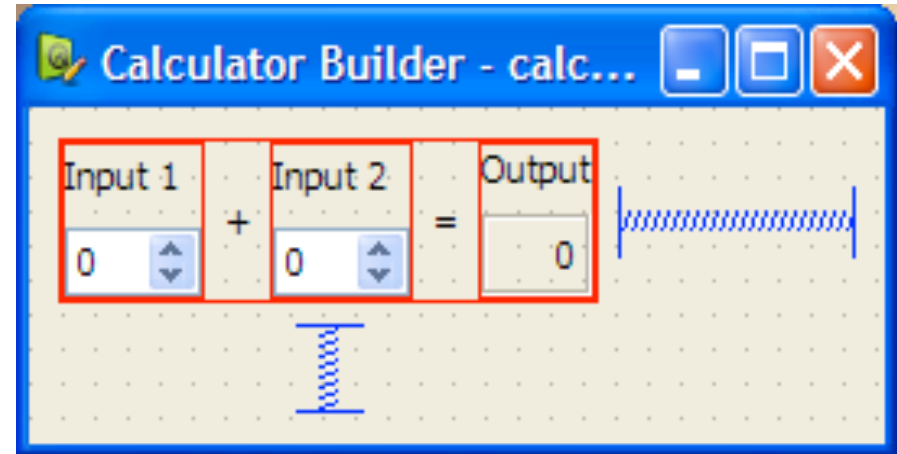 Calculator Builder - calc...
Input 1 Input 2 Output
+ =
0 0 0